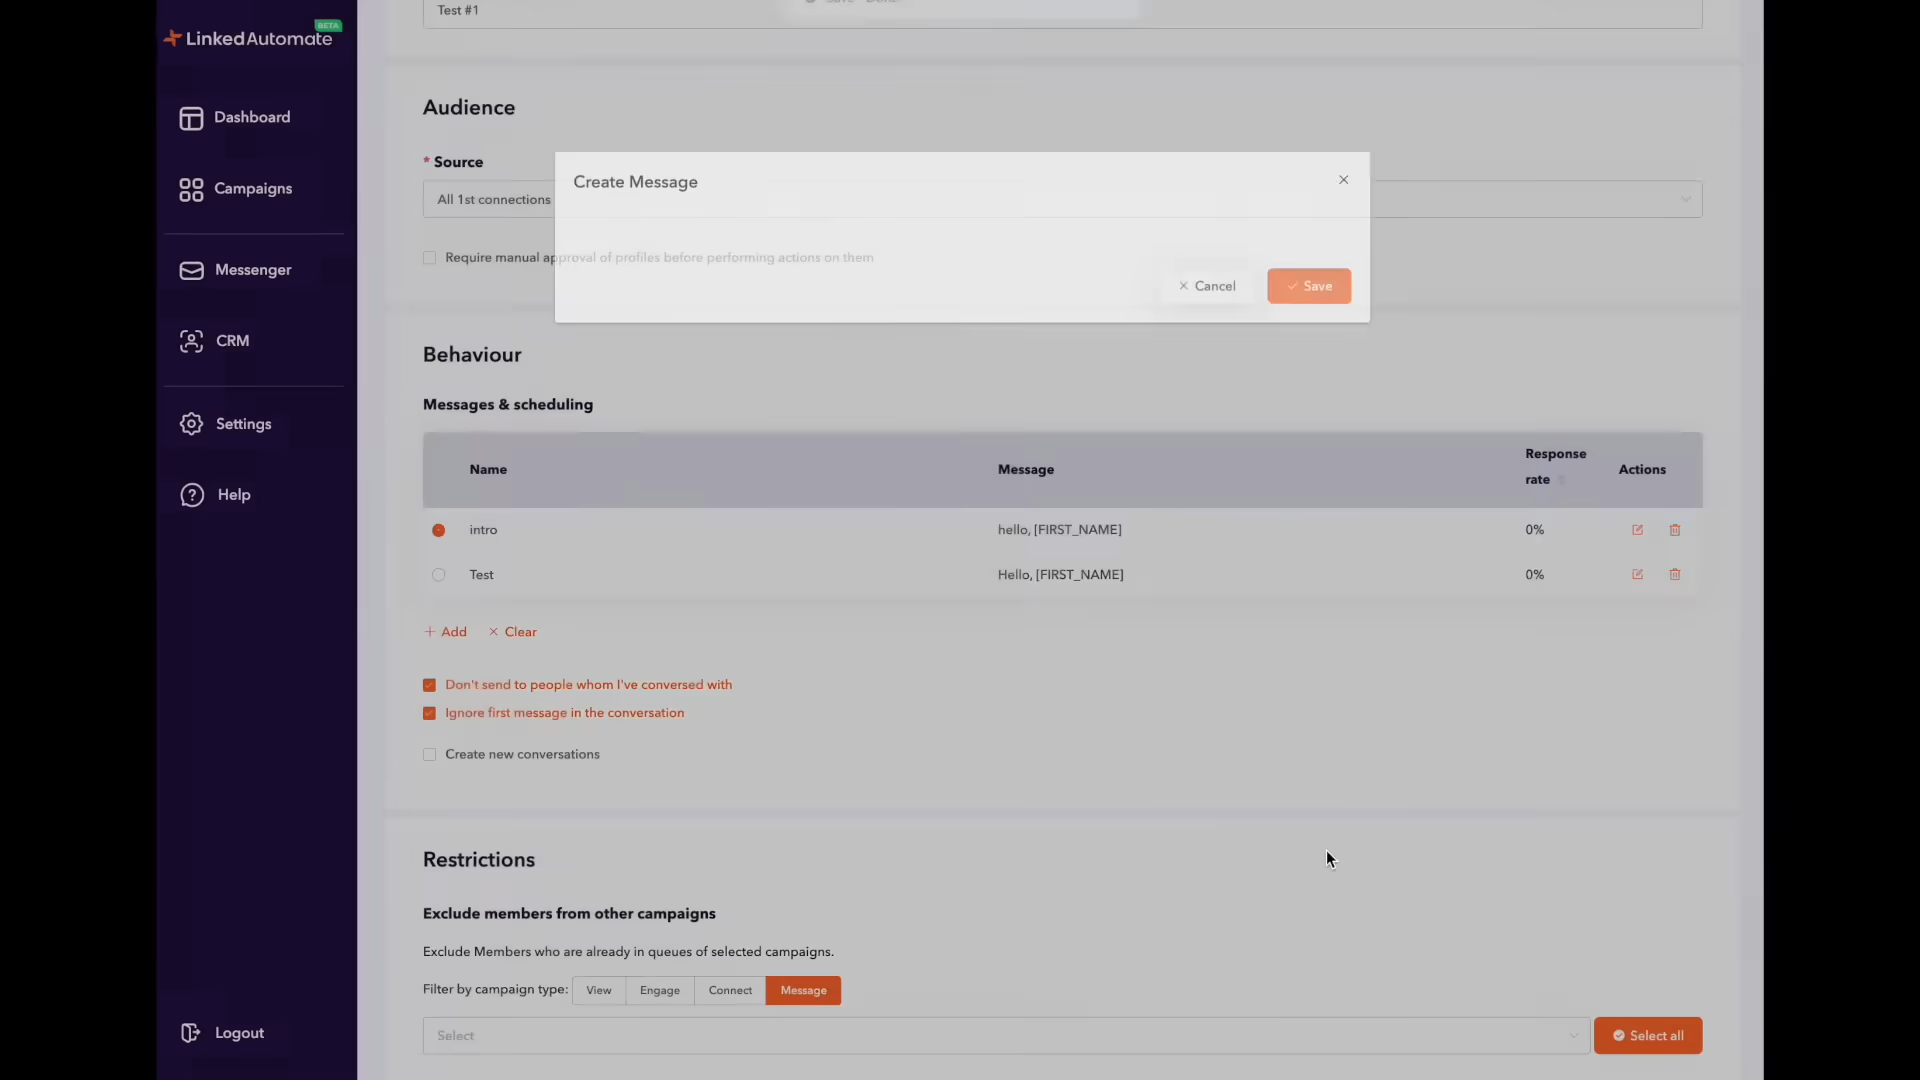 BETA
LinkedAutomate
Dashboard
Campaigns
Messenger
CRM
Settings
Help
Logout
Test #1
Save
Audience
* Source
All 1st connections
Create Message
Require manual approval of profiles before performing actions on them
Cancel
Save
Behaviour
Messages & scheduling
Name
Message
Response rate
Actions
intro
hello, [FIRST_NAME]
0%
Test
Hello, [FIRST_NAME]
0%
+ Add
Clear
Don't send to people whom I've conversed with
Ignore first message in the conversation
Create new conversations
Restrictions
Exclude members from other campaigns
Exclude Members who are already in queues of selected campaigns.
Filter by campaign type:
View
Engage
Connect
Message
Select
Select all